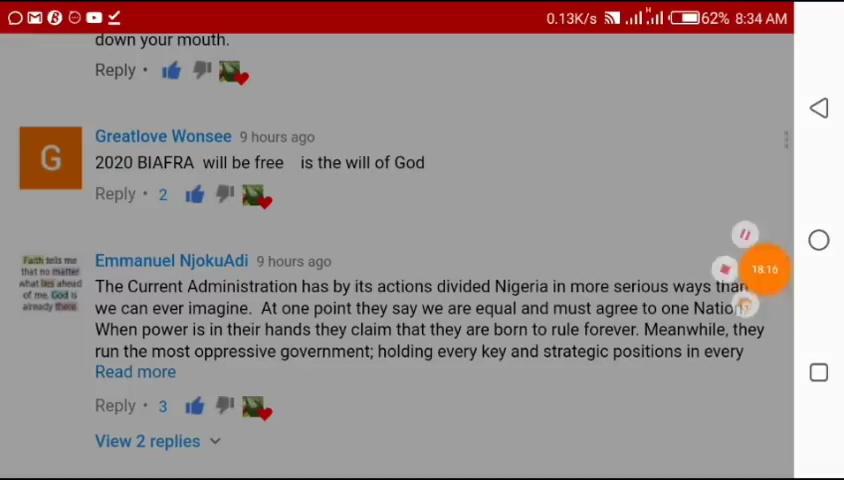 0.13K/s H 62% 8:34 AM
down your mouth.
Reply
Greatlove Wonsee 9 hours ago
G
2020 BIAFRA will be free is the will of God
Reply 2
Emmanuel NjokuAdi 9 hours ago
Faith tells me
that no matter
what lies ahead
of me, God is
already there
The Current Administration has by its actions divided Nigeria in more serious ways than
we can ever imagine. At one point they say we are equal and must agree to one Nation
When power is in their hands they claim that they are born to rule forever. Meanwhile, they
run the most oppressive government; holding every key and strategic positions in every
Read more
Reply 3
View 2 replies
18:16